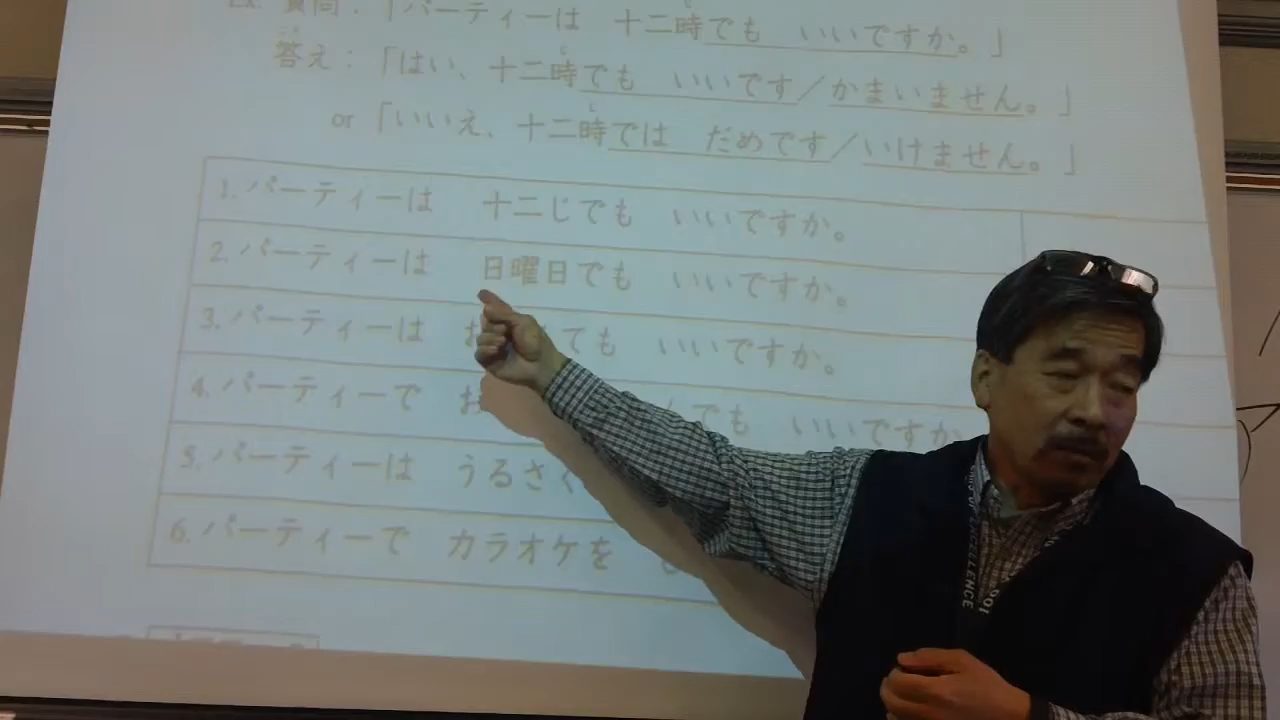 Ex. 質問：「パーティーは 十二時でも いいですか。」
答え：「はい、十二時でも いいです／かまいません。」
or「いいえ、十二時では だめです／いけません。」
1. パーティーは 十二じでも いいですか。
2. パーティーは 日曜日でも いいですか。
3. パーティーは ても いいですか。
4. パーティーで でも いいですか
5. パーティーは うるさく
6. パーティーで カラオケを